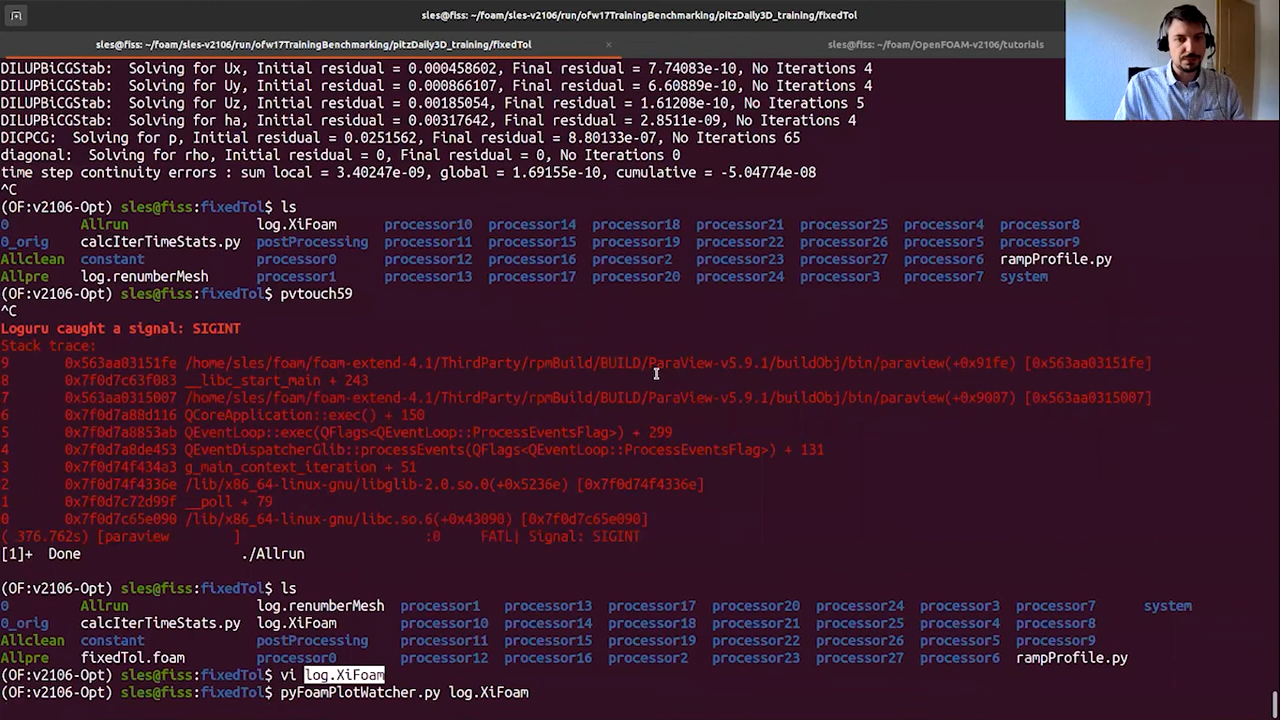 sles@fiss: ~/foam/sles-v2106/run/ofw17TrainingBenchmarking/pitzDaily3D_training/fixedTol
sles@fiss: ~/foam/sles-v2106/run/ofw17TrainingBenchmarking/pitzDaily3D_training/fixedTol × sles@fiss: ~/foam/OpenFOAM-v2106/tutorials
DILUPBiCGStab: Solving for Ux, Initial residual = 0.000458602, Final residual = 7.74083e-10, No Iterations 4
DILUPBiCGStab: Solving for Uy, Initial residual = 0.000866107, Final residual = 6.60889e-10, No Iterations 4
DILUPBiCGStab: Solving for Uz, Initial residual = 0.00185054, Final residual = 1.61208e-10, No Iterations 5
DILUPBiCGStab: Solving for ha, Initial residual = 0.00317642, Final residual = 2.8511e-09, No Iterations 4
DICPCG: Solving for p, Initial residual = 0.0251562, Final residual = 8.80133e-07, No Iterations 65
diagonal: Solving for rho, Initial residual = 0, Final residual = 0, No Iterations 0
time step continuity errors : sum local = 3.40247e-09, global = 1.69155e-10, cumulative = -5.04774e-08
^C
(OF:v2106-Opt) sles@fiss:fixedTol$ ls
0 Allrun log.XiFoam processor10 processor14 processor18 processor21 processor25 processor4 processor8
0_orig calcIterTimeStats.py postProcessing processor11 processor15 processor19 processor22 processor26 processor5 processor9
Allclean constant processor0 processor12 processor16 processor2 processor23 processor27 processor6 rampProfile.py
Allpre log.renumberMesh processor1 processor13 processor17 processor20 processor24 processor3 processor7 system
(OF:v2106-Opt) sles@fiss:fixedTol$ pvtouch59
^C
Loguru caught a signal: SIGINT
Stack trace:
9 0x563aa03151fe /home/sles/foam/foam-extend-4.1/ThirdParty/rpmBuild/BUILD/ParaView-v5.9.1/buildObj/bin/paraview(+0x91fe) [0x563aa03151fe]
8 0x7f0d7c63f083 __libc_start_main + 243
7 0x563aa0315007 /home/sles/foam/foam-extend-4.1/ThirdParty/rpmBuild/BUILD/ParaView-v5.9.1/buildObj/bin/paraview(+0x9007) [0x563aa0315007]
6 0x7f0d7a88d116 QCoreApplication::exec() + 150
5 0x7f0d7a8853ab QEventLoop::exec(QFlags<QEventLoop::ProcessEventsFlag>) + 299
4 0x7f0d7a8de453 QEventDispatcherGlib::processEvents(QFlags<QEventLoop::ProcessEventsFlag>) + 131
3 0x7f0d74f434a3 g_main_context_iteration + 51
2 0x7f0d74f4336e /lib/x86_64-linux-gnu/libglib-2.0.so.0(+0x5236e) [0x7f0d74f4336e]
1 0x7f0d7c72d99f __poll + 79
0 0x7f0d7c65e090 /lib/x86_64-linux-gnu/libc.so.6(+0x43090) [0x7f0d7c65e090]
( 376.762s) [paraview ] :0 FATL| Signal: SIGINT
[1]+ Done ./Allrun
(OF:v2106-Opt) sles@fiss:fixedTol$ ls
0 Allrun log.renumberMesh processor1 processor13 processor17 processor20 processor24 processor3 processor7 system
0_orig calcIterTimeStats.py log.XiFoam processor10 processor14 processor18 processor21 processor25 processor4 processor8
Allclean constant postProcessing processor11 processor15 processor19 processor22 processor26 processor5 processor9
Allpre fixedTol.foam processor0 processor12 processor16 processor2 processor23 processor27 processor6 rampProfile.py
(OF:v2106-Opt) sles@fiss:fixedTol$ vi log.XiFoam
(OF:v2106-Opt) sles@fiss:fixedTol$ pyFoamPlotWatcher.py log.XiFoam